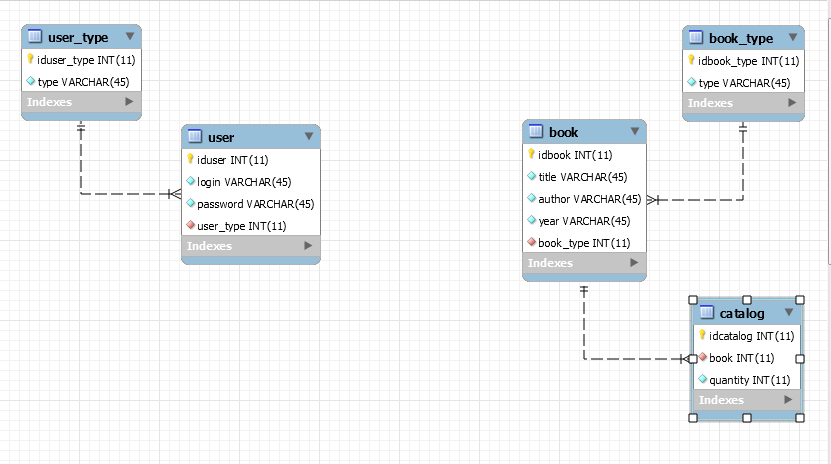 user_type
iduser_type INT(11)
type VARCHAR(45)
Indexes
user
iduser INT(11)
login VARCHAR(45)
password VARCHAR(45)
user_type INT(11)
Indexes
book
idbook INT(11)
title VARCHAR(45)
author VARCHAR(45)
year VARCHAR(45)
book_type INT(11)
Indexes
book_type
idbook_type INT(11)
type VARCHAR(45)
Indexes
catalog
idcatalog INT(11)
book INT(11)
quantity INT(11)
Indexes